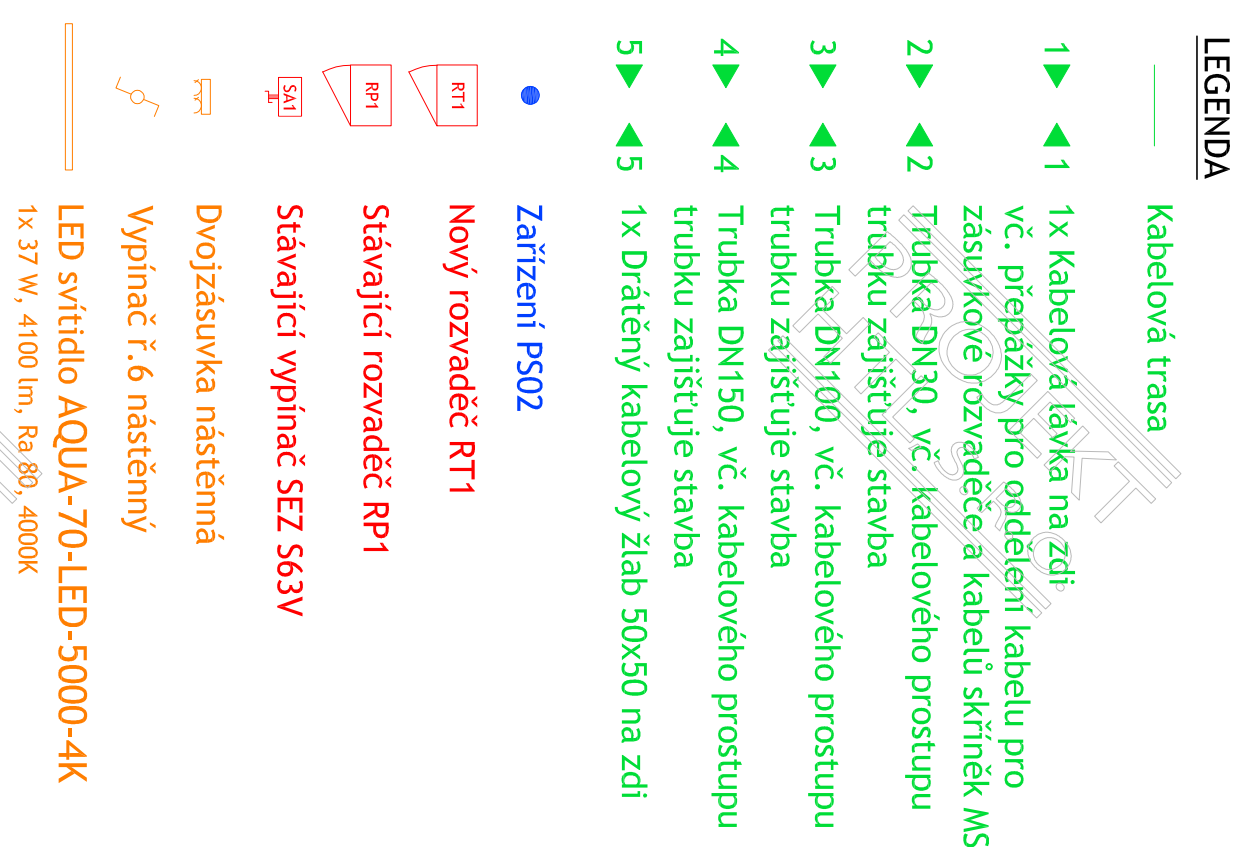 LEGENDA
Kabelová trasa
1 1 1x Kabelová lávka na zdi
vč. přepážky pro oddělení kabelu pro
zásuvkové rozvaděče a kabelů skříněk MS
2 2 Trubka DN30, vč. kabelového prostupu
trubku zajišťuje stavba
3 3 Trubka DN100, vč. kabelového prostupu
trubku zajišťuje stavba
4 4 Trubka DN150, vč. kabelového prostupu
trubku zajišťuje stavba
5 5 1x Drátěný kabelový žlab 50x50 na zdi
Zařízení PS02
RT1 Nový rozvaděč RT1
RP1 Stávající rozvaděč RP1
SA1 Stávající vypínač SEZ S63V
Dvojzásuvka nástěnná
Vypínač ř.6 nástěnný
LED svítidlo AQUA-70-LED-5000-4K
1x 37 W, 4100 lm, Ra 80, 4000K
PROJEKT
S.R.O.